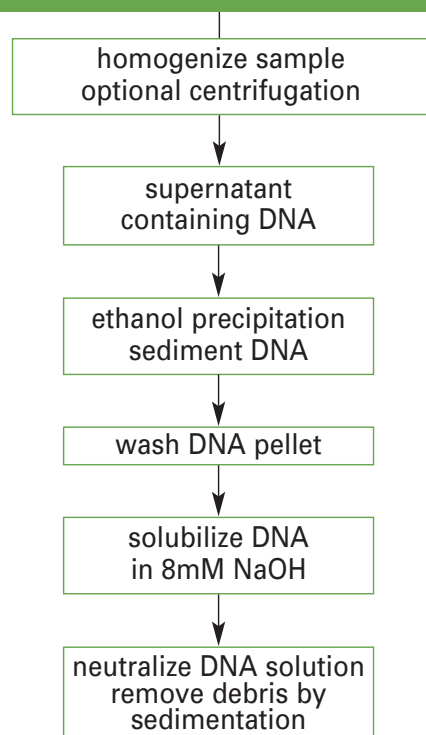 homogenize sample
optional centrifugation
supernatant
containing DNA
ethanol precipitation
sediment DNA
wash DNA pellet
solubilize DNA
in 8mM NaOH
neutralize DNA solution
remove debris by
sedimentation